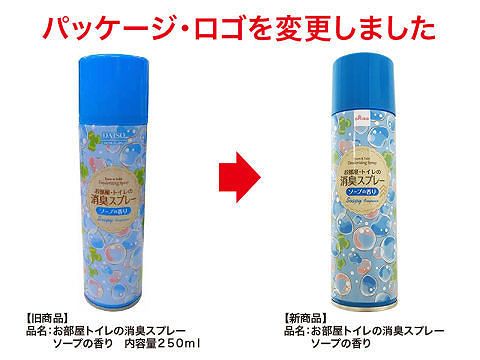 パッケージ・ロゴを変更しました
DAISO
Room & Toilet
Deodorizing Spray
お部屋・トイレの
消臭スプレー
ソープの香り
Soapy Fragrance
DAISO
Room & Toilet
Deodorizing Spray
お部屋・トイレの
消臭スプレー
ソープの香り
Soapy Fragrance
【旧商品】
品名:お部屋トイレの消臭スプレー
ソープの香り 内容量250ml
【新商品】
品名:お部屋トイレの消臭スプレー
ソープの香り